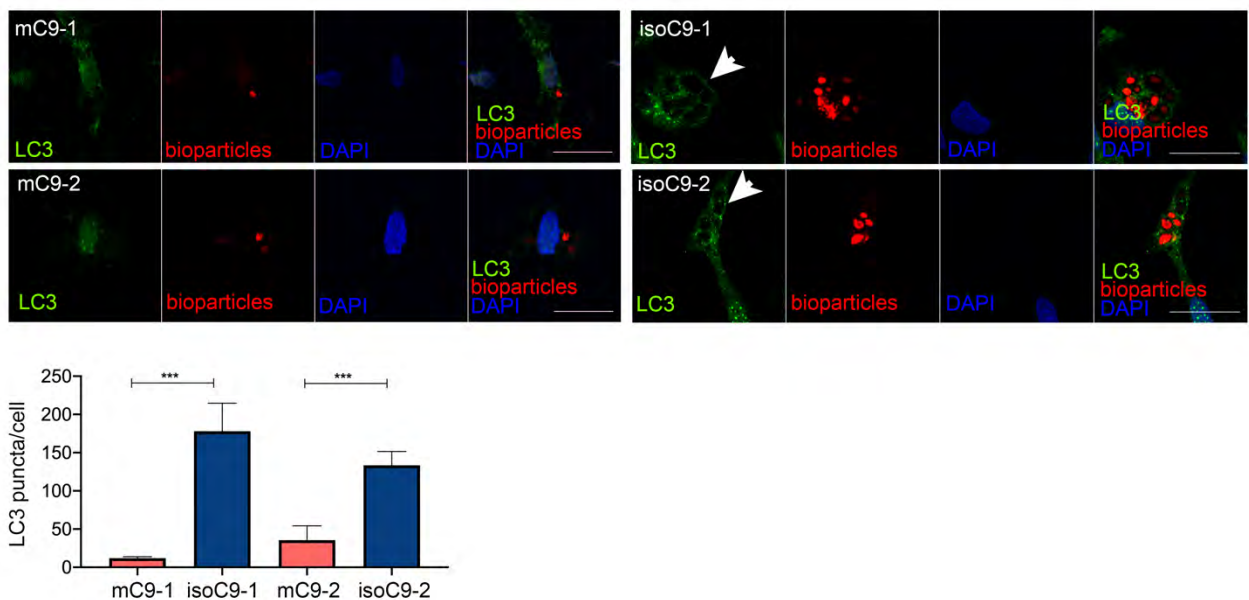 mC9-1
LC3
bioparticles
DAPI
LC3
bioparticles
DAPI
isoC9-1
LC3
bioparticles
DAPI
LC3
bioparticles
DAPI
mC9-2
LC3
bioparticles
DAPI
LC3
bioparticles
DAPI
isoC9-2
LC3
bioparticles
DAPI
LC3
bioparticles
DAPI
LC3 puncta/cell
250
200
150
100
50
0
***
***
mC9-1 isoC9-1 mC9-2 isoC9-2